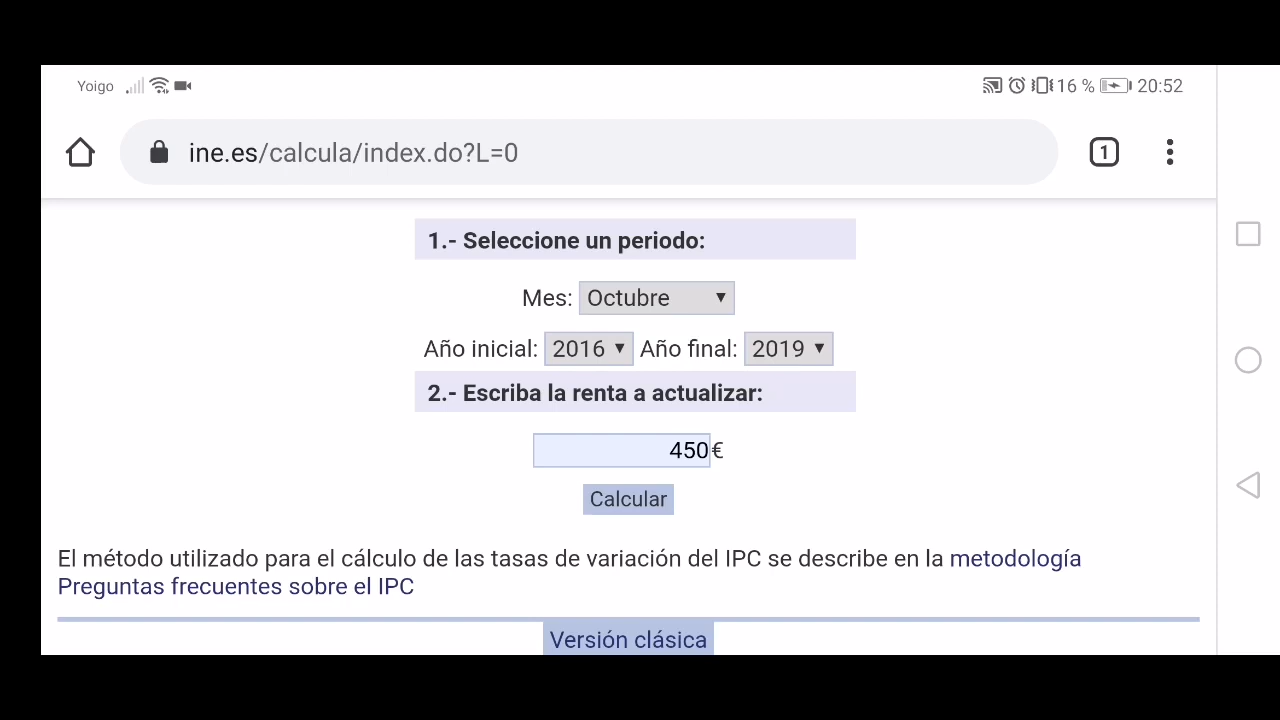 Yoigo 16 % 20:52
ine.es/calcula/index.do?L=0 1
1.- Seleccione un periodo:
Mes: Octubre
Año inicial: 2016 Año final: 2019
2.- Escriba la renta a actualizar:
450€
Calcular
El método utilizado para el cálculo de las tasas de variación del IPC se describe en la metodología
Preguntas frecuentes sobre el IPC
Versión clásica